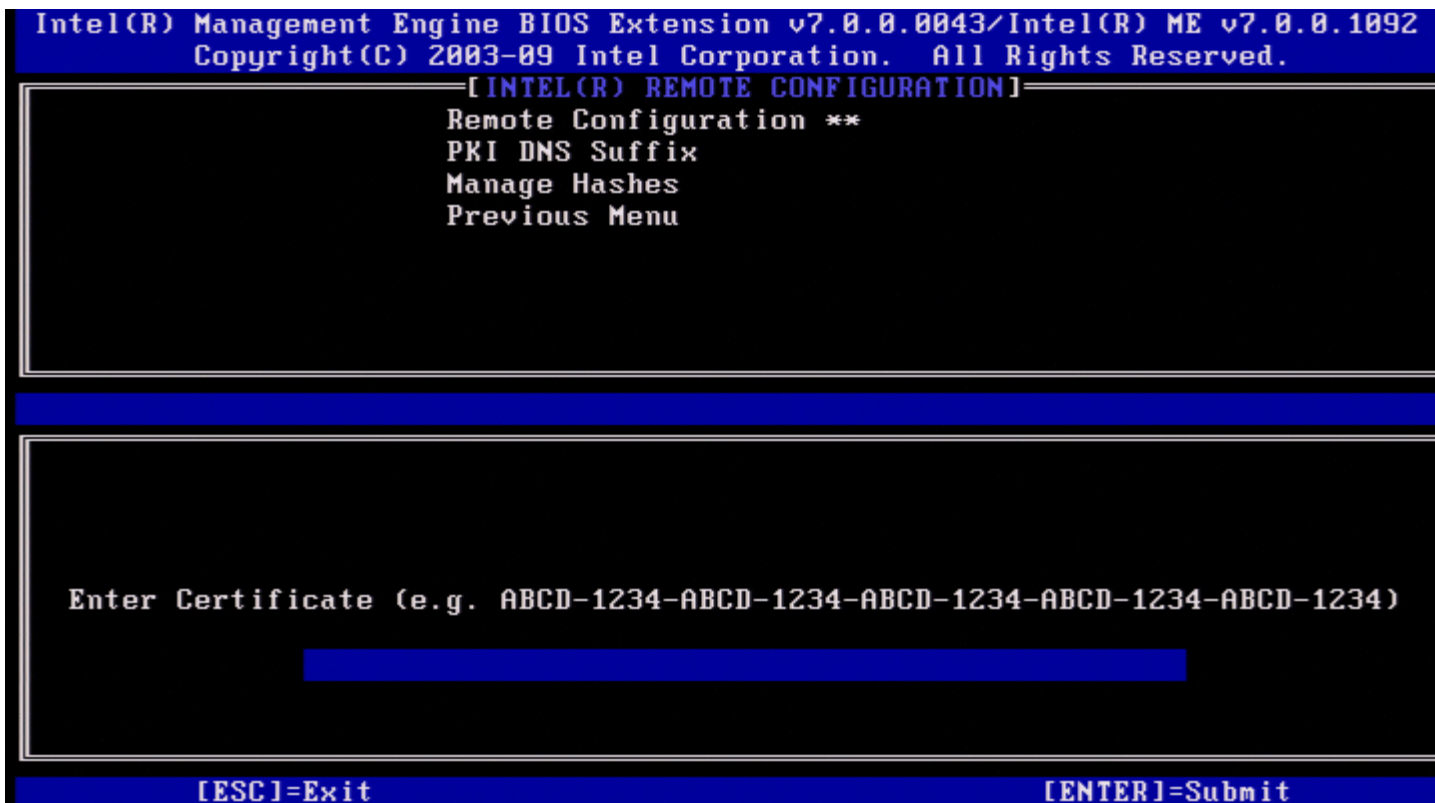 Intel(R) Management Engine BIOS Extension v7.0.0.0043/Intel(R) ME v7.0.0.1092
Copyright(C) 2003-09 Intel Corporation. All Rights Reserved.
[INTEL(R) REMOTE CONFIGURATION]
Remote Configuration **
PKI DNS Suffix
Manage Hashes
Previous Menu
Enter Certificate (e.g. ABCD-1234-ABCD-1234-ABCD-1234-ABCD-1234-ABCD-1234)
[ESC]=Exit [ENTER]=Submit